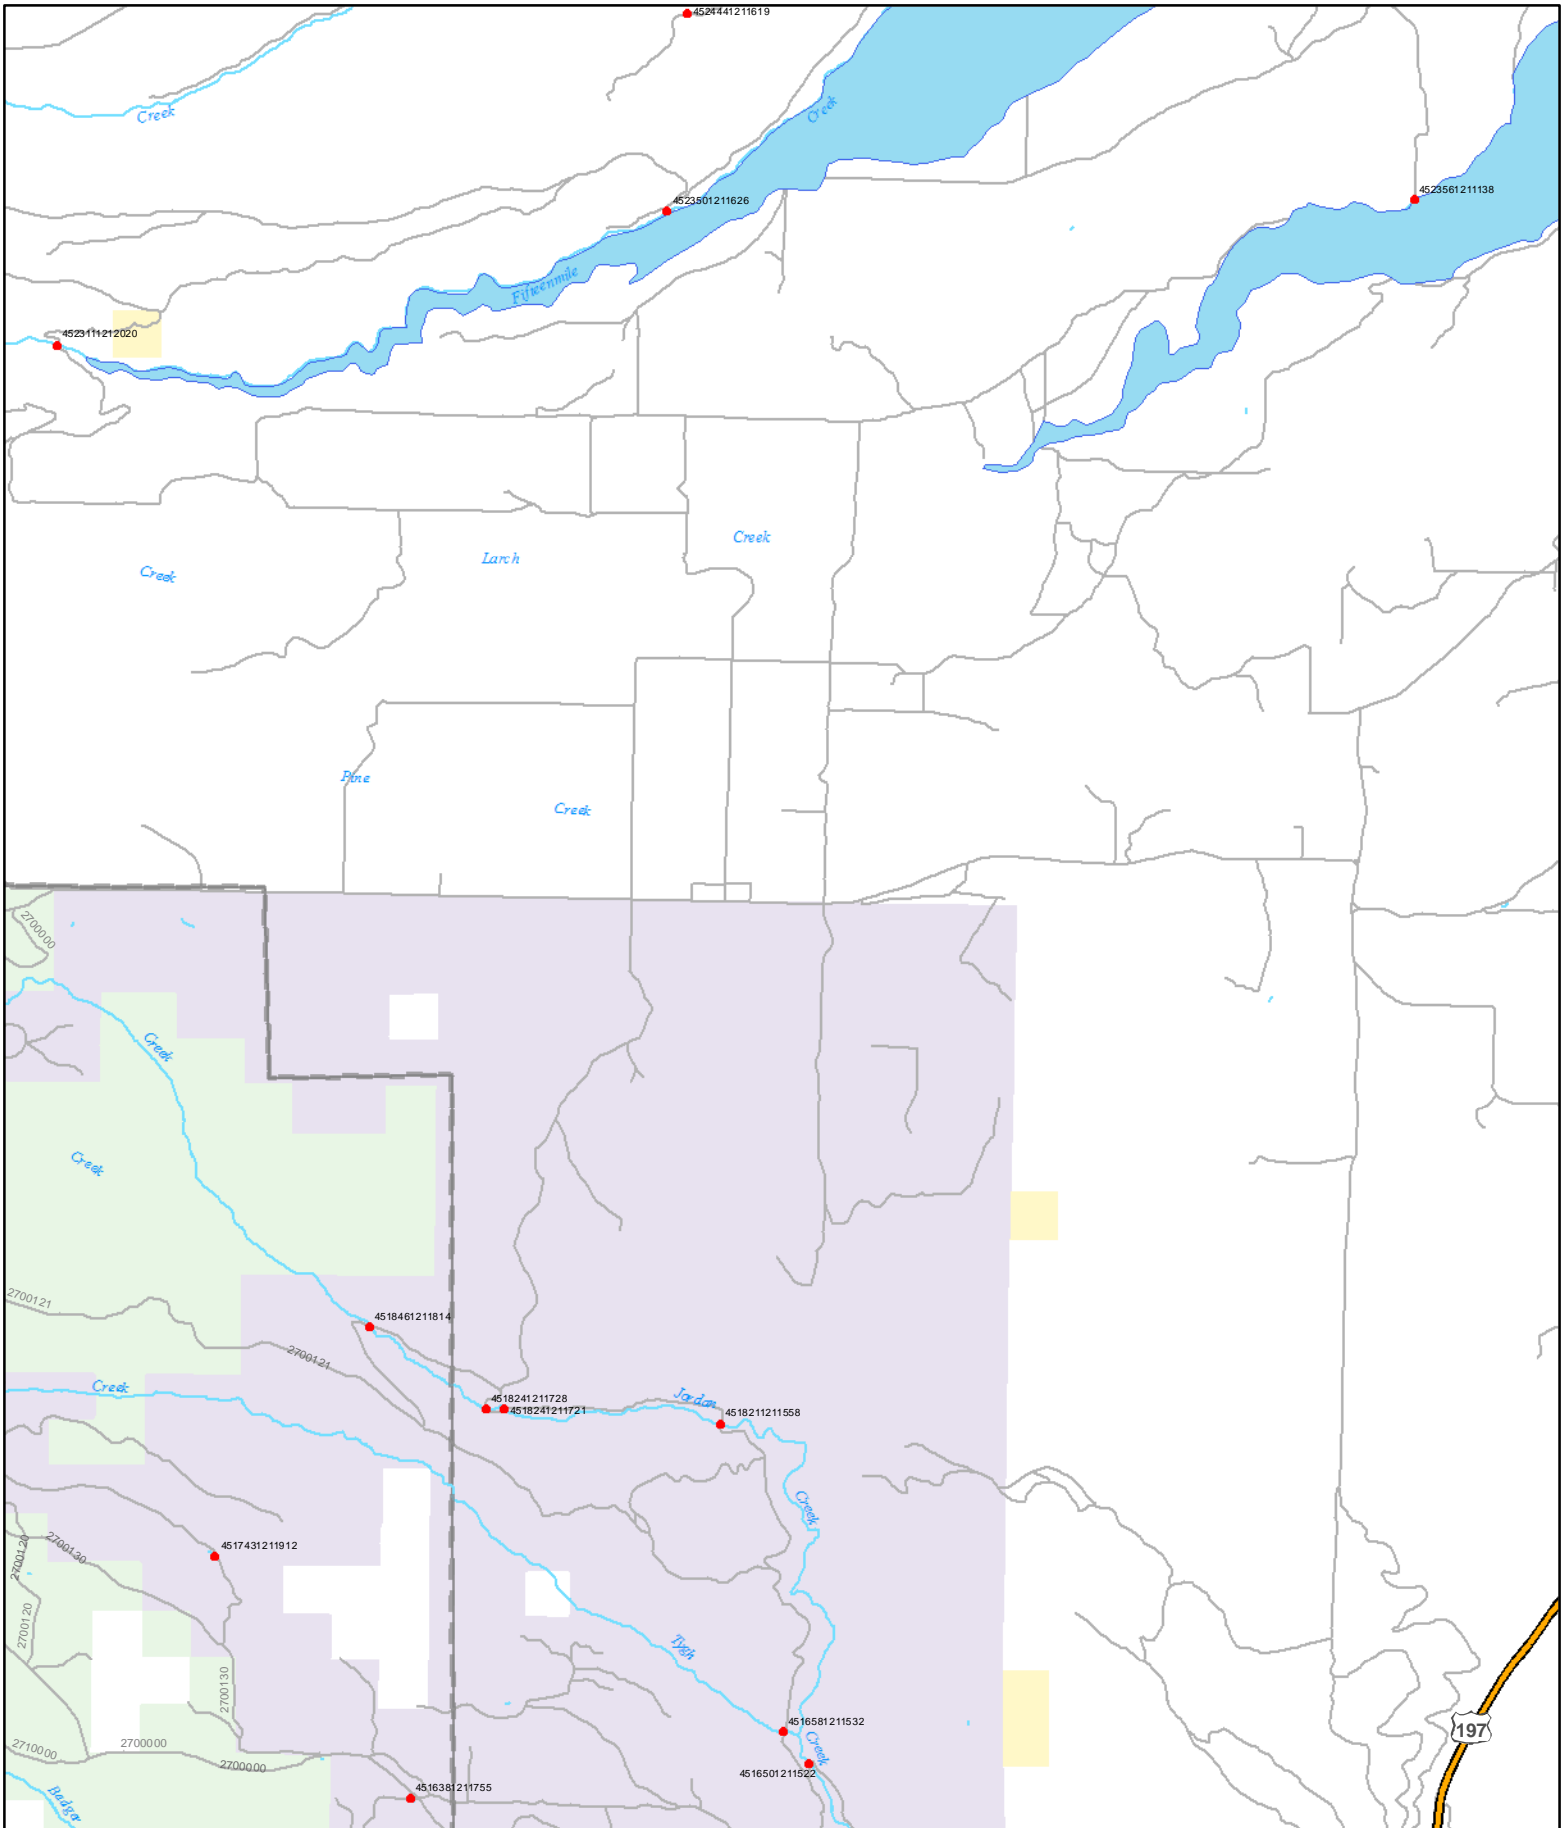 4524441211619
Creek
Creek
4523561211138
4523501211626
Fifteenmile
4523111212020
Creek
Larch
Creek
Pine
Creek
2700000
Creek
Creek
2700121
4518461211814
2700121
Creek
Jordan
4518241211728
4518241211721
4518211211558
Creek
4517431211912
2700120
2700130
2700120
Tygh
2700130
4516581211532
197
Creek
2710000
2700000
2700000
4516501211522
4516381211755
Badger